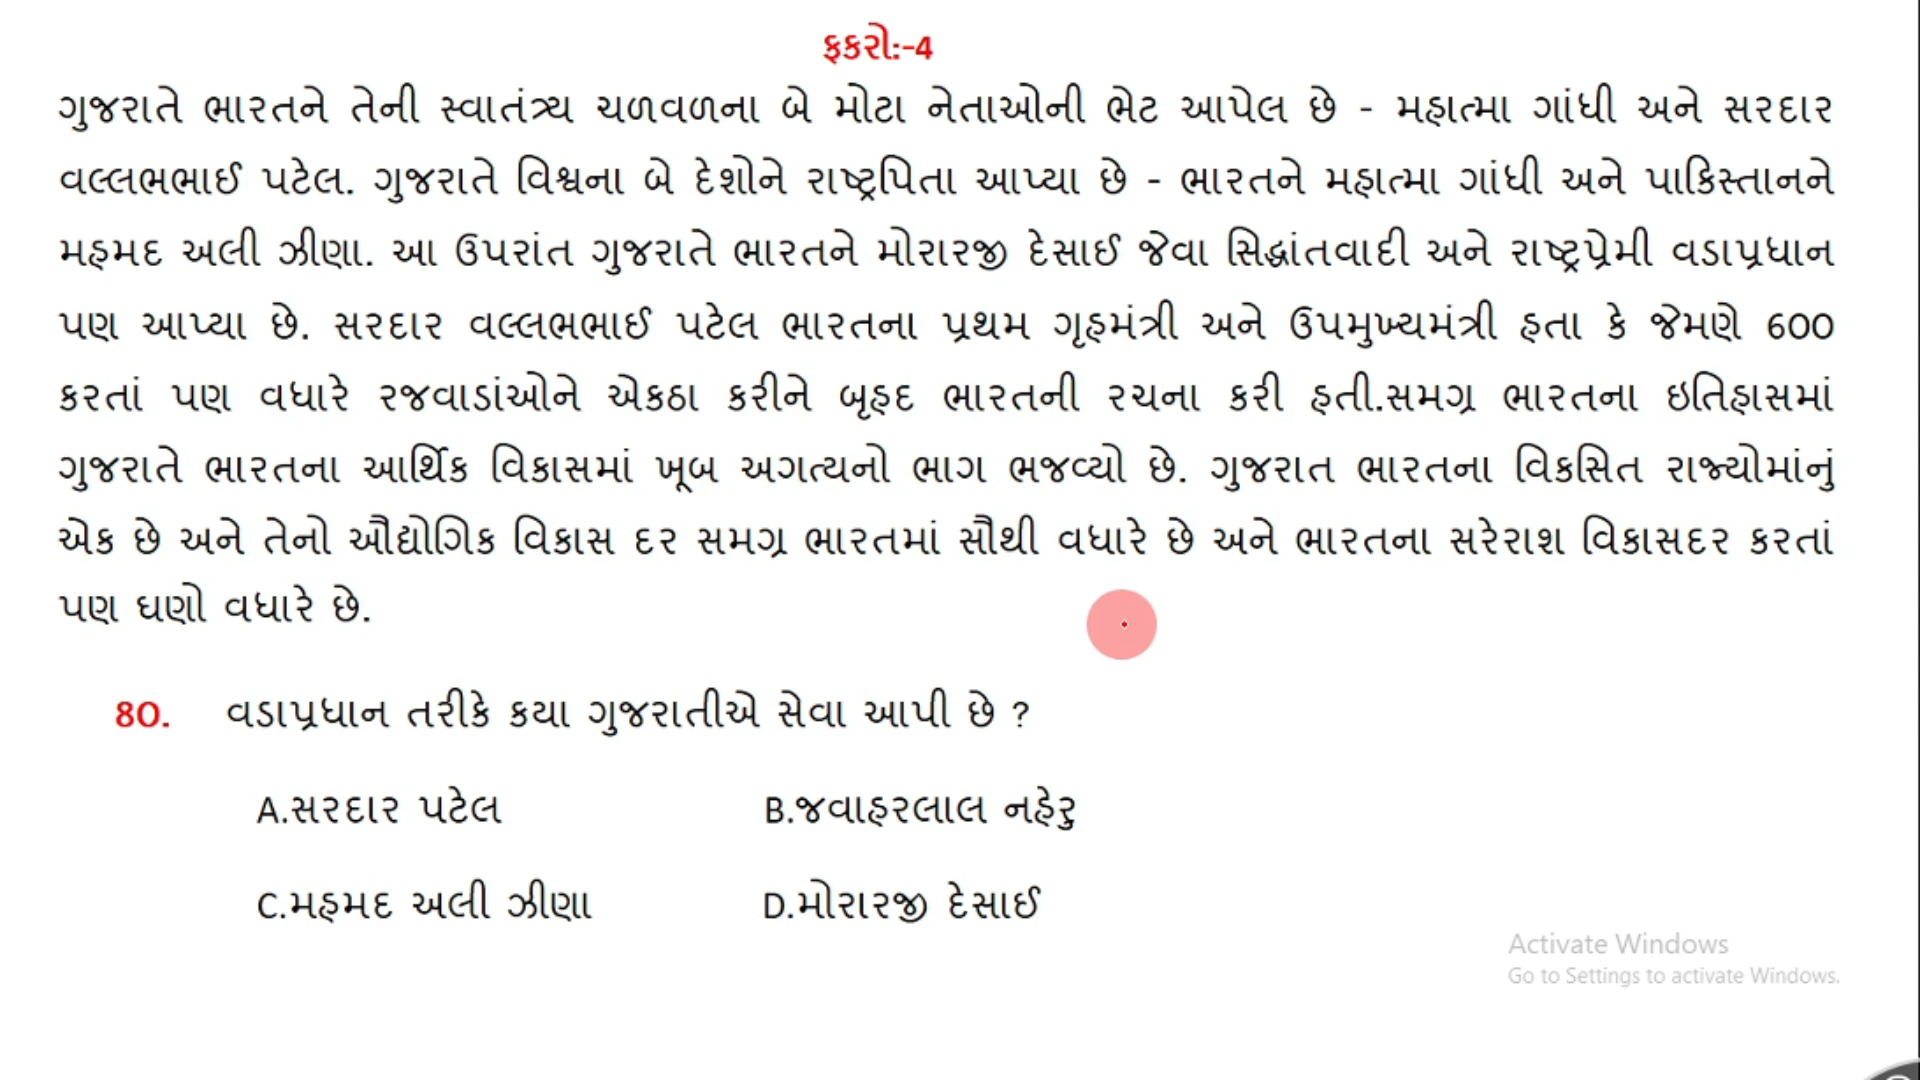 ફકરો:-4
ગુજરાતે ભારતને તેની સ્વાતંત્ર્ય ચળવળના બે મોટા નેતાઓની ભેટ આપેલ છે - મહાત્મા ગાંધી અને સરદાર
વલ્લભભાઈ પટેલ. ગુજરાતે વિશ્વના બે દેશોને રાષ્ટ્રપિતા આપ્યા છે - ભારતને મહાત્મા ગાંધી અને પાકિસ્તાનને
મહમદ અલી ઝીણા. આ ઉપરાંત ગુજરાતે ભારતને મોરારજી દેસાઈ જેવા સિદ્ધાંતવાદી અને રાષ્ટ્રપ્રેમી વડાપ્રધાન
પણ આપ્યા છે. સરદાર વલ્લભભાઈ પટેલ ભારતના પ્રથમ ગૃહમંત્રી અને ઉપમુખ્યમંત્રી હતા કે જેમણે 600
કરતાં પણ વધારે રજવાડાંઓને એકઠા કરીને બૃહદ ભારતની રચના કરી હતી.સમગ્ર ભારતના ઇતિહાસમાં
ગુજરાતે ભારતના આર્થિક વિકાસમાં ખૂબ અગત્યનો ભાગ ભજવ્યો છે. ગુજરાત ભારતના વિકસિત રાજ્યોમાંનું
એક છે અને તેનો ઔદ્યોગિક વિકાસ દર સમગ્ર ભારતમાં સૌથી વધારે છે અને ભારતના સરેરાશ વિકાસદર કરતાં
પણ ઘણો વધારે છે.
80. વડાપ્રધાન તરીકે કયા ગુજરાતીએ સેવા આપી છે ?
A.સરદાર પટેલ B.જવાહરલાલ નહેરુ
C.મહમદ અલી ઝીણા D.મોરારજી દેસાઈ
Activate Windows
Go to Settings to activate Windows.